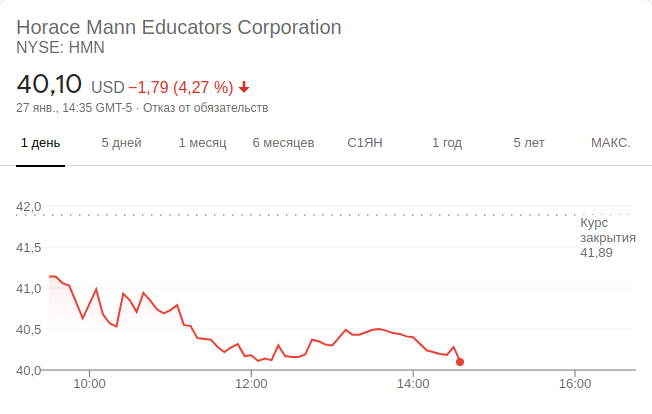 Horace Mann Educators Corporation
NYSE: HMN
40,10 USD −1,79 (4,27 %)
27 янв., 14:35 GMT-5 · Отказ от обязательств
1 день 5 дней 1 месяц 6 месяцев С1ЯН 1 год 5 лет МАКС.
42,0
Курс
закрытия
41,89
41,5
41,0
40,5
40,0
10:00 12:00 14:00 16:00